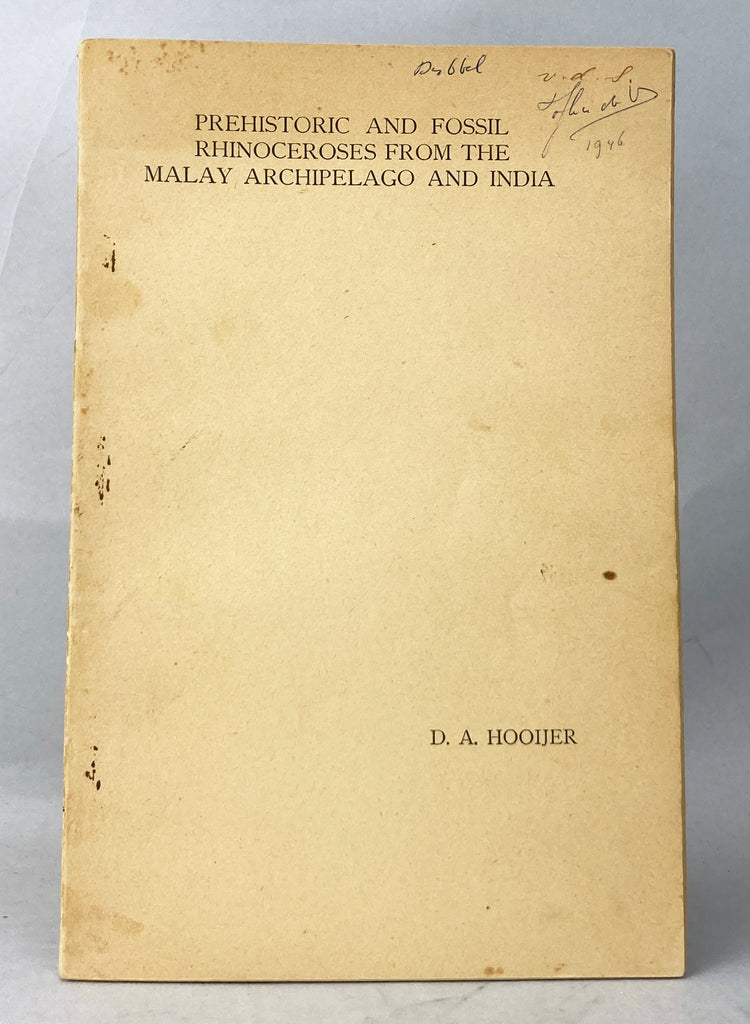 Dubbel
v. d. S.
1946
PREHISTORIC AND FOSSIL
RHINOCEROSES FROM THE
MALAY ARCHIPELAGO AND INDIA
D. A. HOOIJER